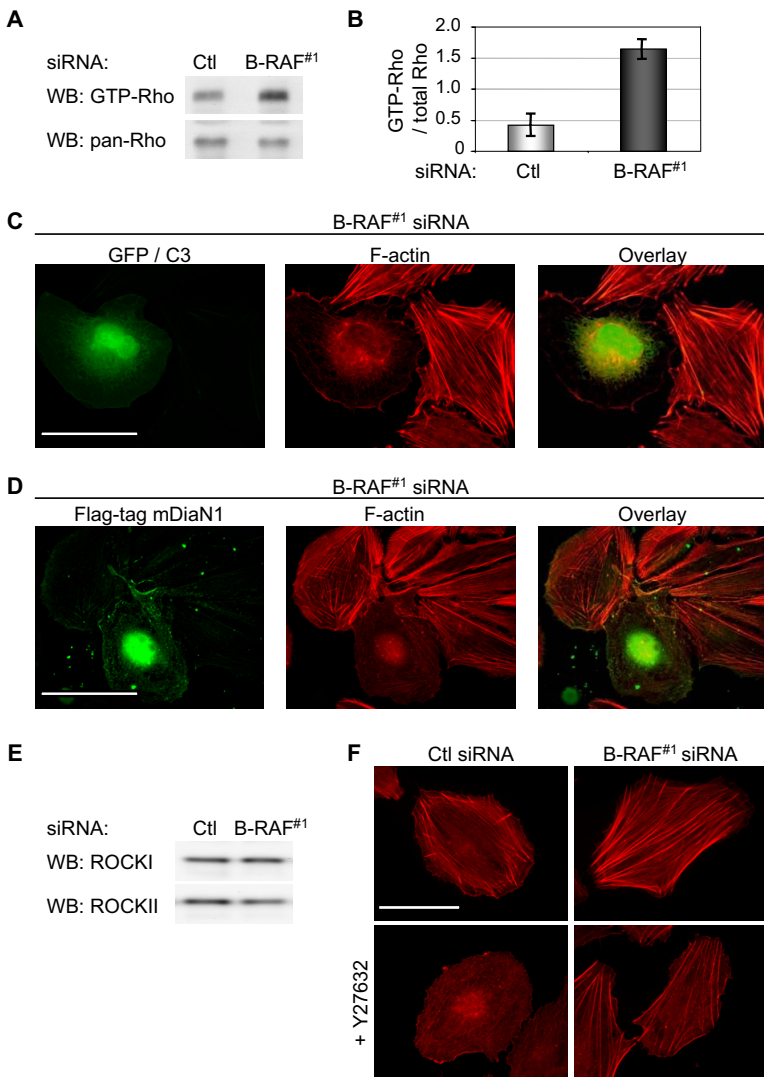 A
siRNA: Ctl B-RAF#1
WB: GTP-Rho
WB: pan-Rho
B
GTP-Rho
/ total Rho
2.0
1.5
1.0
0.5
0
siRNA: Ctl B-RAF#1
C
B-RAF#1 siRNA
GFP / C3 F-actin Overlay
D
B-RAF#1 siRNA
Flag-tag mDiaN1 F-actin Overlay
E
siRNA: Ctl B-RAF#1
WB: ROCKI
WB: ROCKII
F
Ctl siRNA B-RAF#1 siRNA
+ Y27632